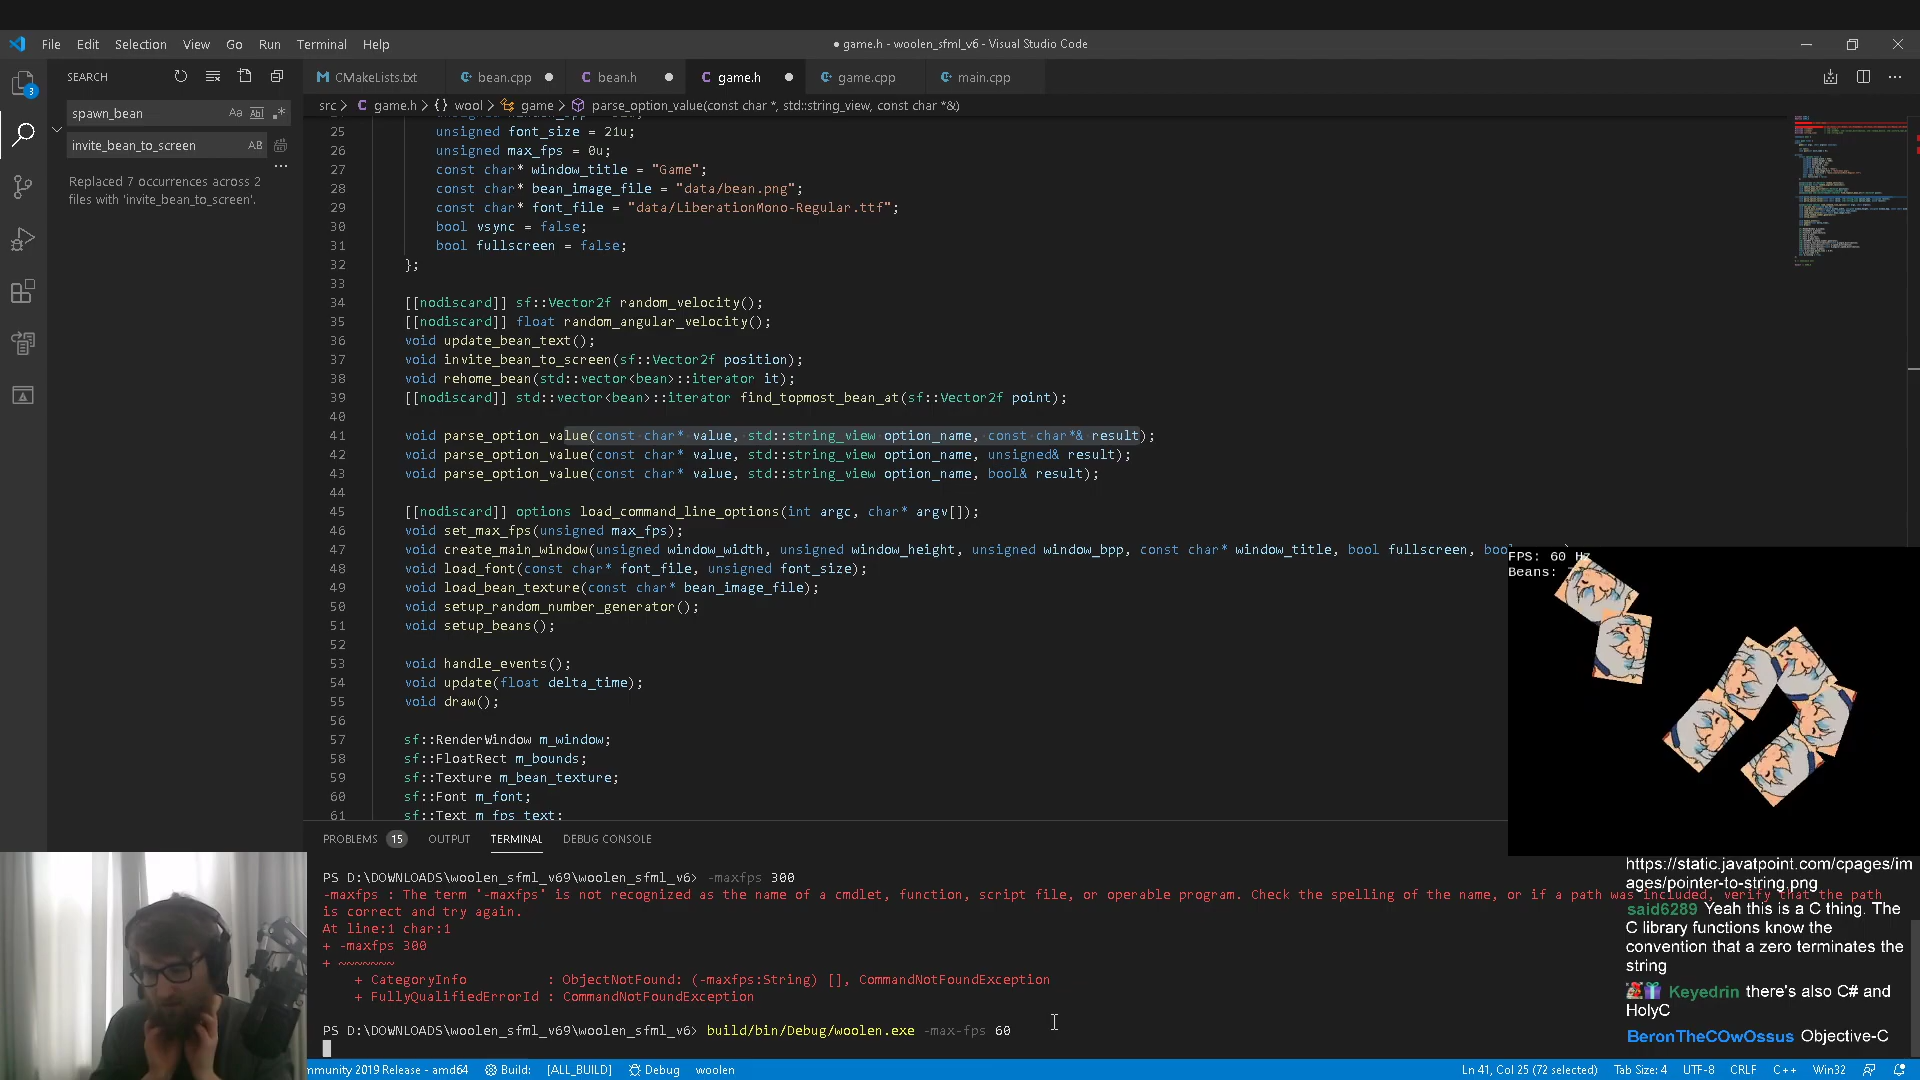 File Edit Selection View Go Run Terminal Help
● game.h - woolen_sfml_v6 - Visual Studio Code
SEARCH
CMakeLists.txt bean.cpp bean.h game.h game.cpp main.cpp
src > game.h > {} wool > game > parse_option_value(const char *, std::string_view, const char *&)
spawn_bean
invite_bean_to_screen
Replaced 7 occurrences across 2
files with 'invite_bean_to_screen'.
3
25 unsigned font_size = 21u;
26 unsigned max_fps = 0u;
27 const char* window_title = "Game";
28 const char* bean_image_file = "data/bean.png";
29 const char* font_file = "data/LiberationMono-Regular.ttf";
30 bool vsync = false;
31 bool fullscreen = false;
32 };
33
34 [[nodiscard]] sf::Vector2f random_velocity();
35 [[nodiscard]] float random_angular_velocity();
36 void update_bean_text();
37 void invite_bean_to_screen(sf::Vector2f position);
38 void rehome_bean(std::vector<bean>::iterator it);
39 [[nodiscard]] std::vector<bean>::iterator find_topmost_bean_at(sf::Vector2f point);
40
41 void parse_option_value(const char* value, std::string_view option_name, const char*& result);
42 void parse_option_value(const char* value, std::string_view option_name, unsigned& result);
43 void parse_option_value(const char* value, std::string_view option_name, bool& result);
44
45 [[nodiscard]] options load_command_line_options(int argc, char* argv[]);
46 void set_max_fps(unsigned max_fps);
47 void create_main_window(unsigned window_width, unsigned window_height, unsigned window_bpp, const char* window_title, bool fullscreen,
48 void load_font(const char* font_file, unsigned font_size);
49 void load_bean_texture(const char* bean_image_file);
50 void setup_random_number_generator();
51 void setup_beans();
52
53 void handle_events();
54 void update(float delta_time);
55 void draw();
56
57 sf::RenderWindow m_window;
58 sf::FloatRect m_bounds;
59 sf::Texture m_bean_texture;
60 sf::Font m_font;
61 sf::Text m_fps_text;
FPS: 60 Hz
Beans:
PROBLEMS 15 OUTPUT TERMINAL DEBUG CONSOLE
PS D:\DOWNLOADS\woolen_sfml_v69\woolen_sfml_v6> -maxfps 300
-maxfps : The term '-maxfps' is not recognized as the name of a cmdlet, function, script file, or operable program. Check the spelling of the name, or if a path was included, verify that the path
is correct and try again.
At line:1 char:1
+ -maxfps 300
+ ~~~~~~~
+ CategoryInfo : ObjectNotFound: (-maxfps:String) [], CommandNotFoundException
+ FullyQualifiedErrorId : CommandNotFoundException
PS D:\DOWNLOADS\woolen_sfml_v69\woolen_sfml_v6> build/bin/Debug/woolen.exe -max-fps 60
https://static.javatpoint.com/cpages/im
ages/pointer-to-string.png
said6289 Yeah this is a C thing. The
C library functions know the
convention that a zero terminates the
string
Keyedrin there's also C# and
HolyC
BeronTheCOwOssus Objective-C
mmunity 2019 Release - amd64 Build: [ALL_BUILD] Debug woolen Ln 41, Col 25 (72 selected) Tab Size: 4 UTF-8 CRLF C++ Win32